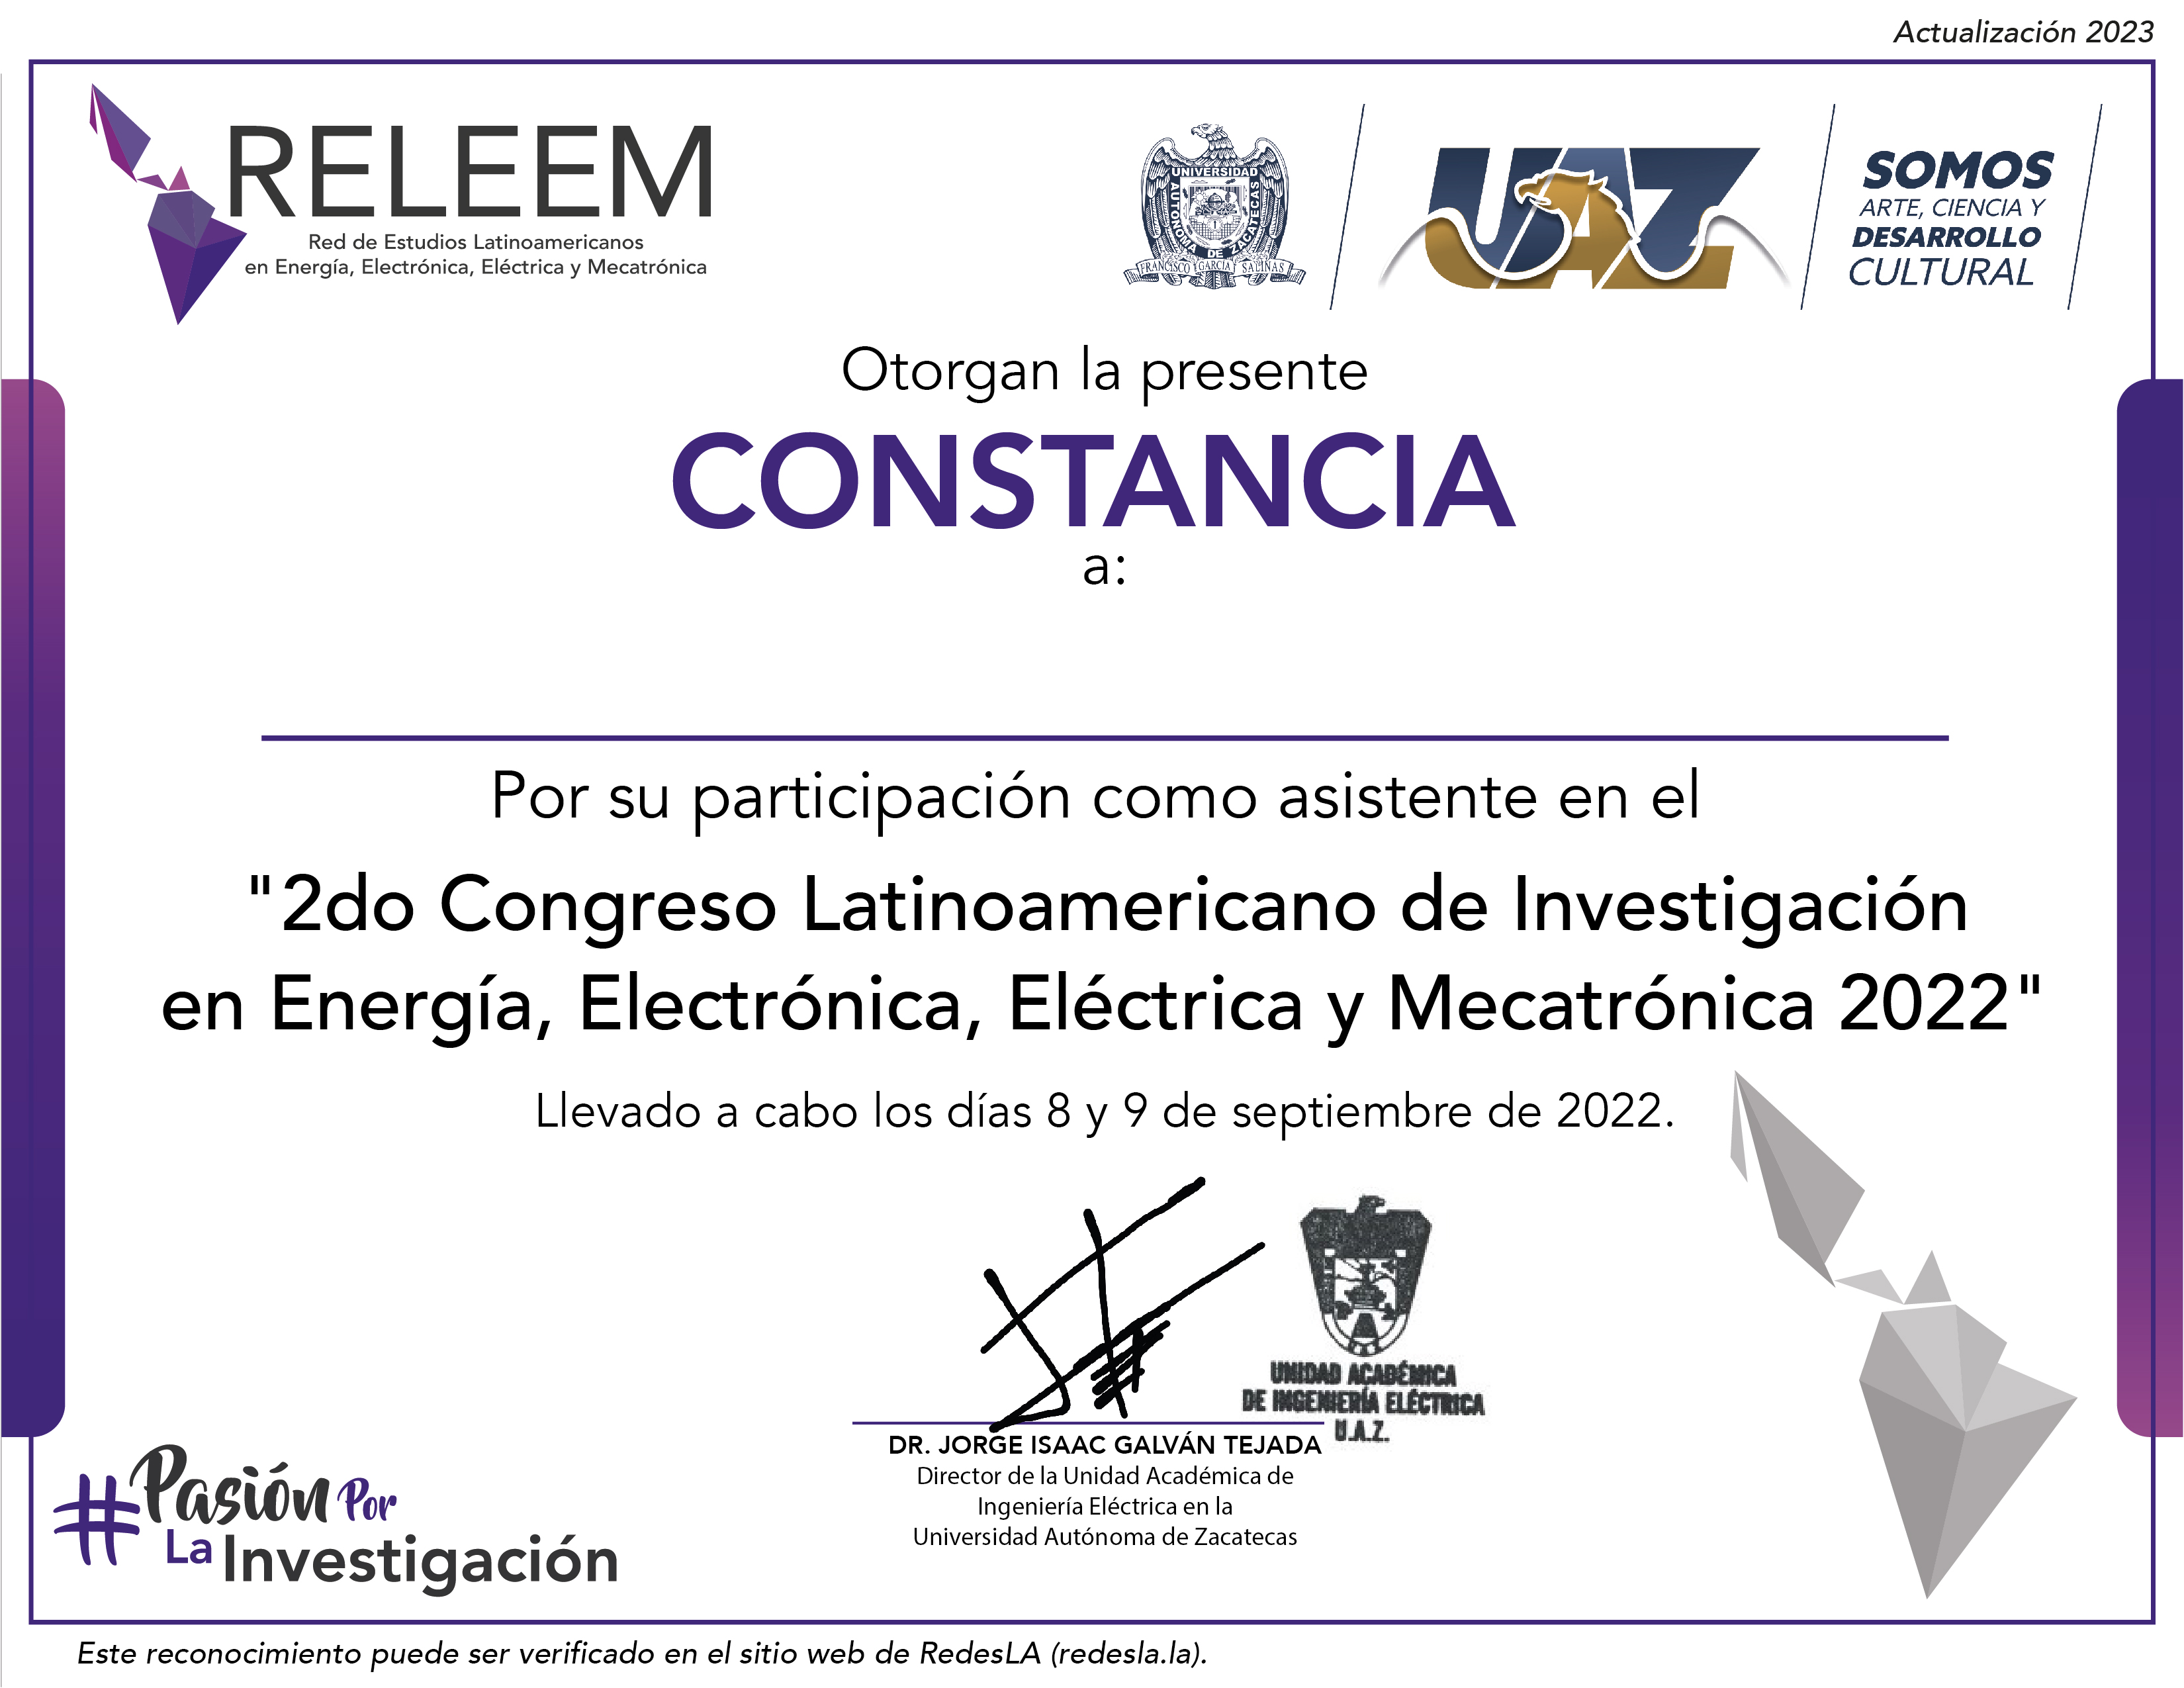 Actualización 2023
RELEEM
Red de Estudios Latinoamericanos
en Energía, Electrónica, Eléctrica y Mecatrónica
UNIVERSIDAD
AUTÓNOMA DE ZACATECAS
FRANCISCO GARCÍA SALINAS
UAZ
SOMOS
ARTE, CIENCIA Y
DESARROLLO
CULTURAL
Otorgan la presente
CONSTANCIA
a:
Por su participación como asistente en el
"2do Congreso Latinoamericano de Investigación
en Energía, Electrónica, Eléctrica y Mecatrónica 2022"
Llevado a cabo los días 8 y 9 de septiembre de 2022.
UNIDAD ACADÉMICA
DE INGENIERÍA ELÉCTRICA
U.A.Z.
DR. JORGE ISAAC GALVÁN TEJADA
Director de la Unidad Académica de
Ingeniería Eléctrica en la
Universidad Autónoma de Zacatecas
#Pasión Por
La Investigación
Este reconocimiento puede ser verificado en el sitio web de RedesLA (redesla.la).